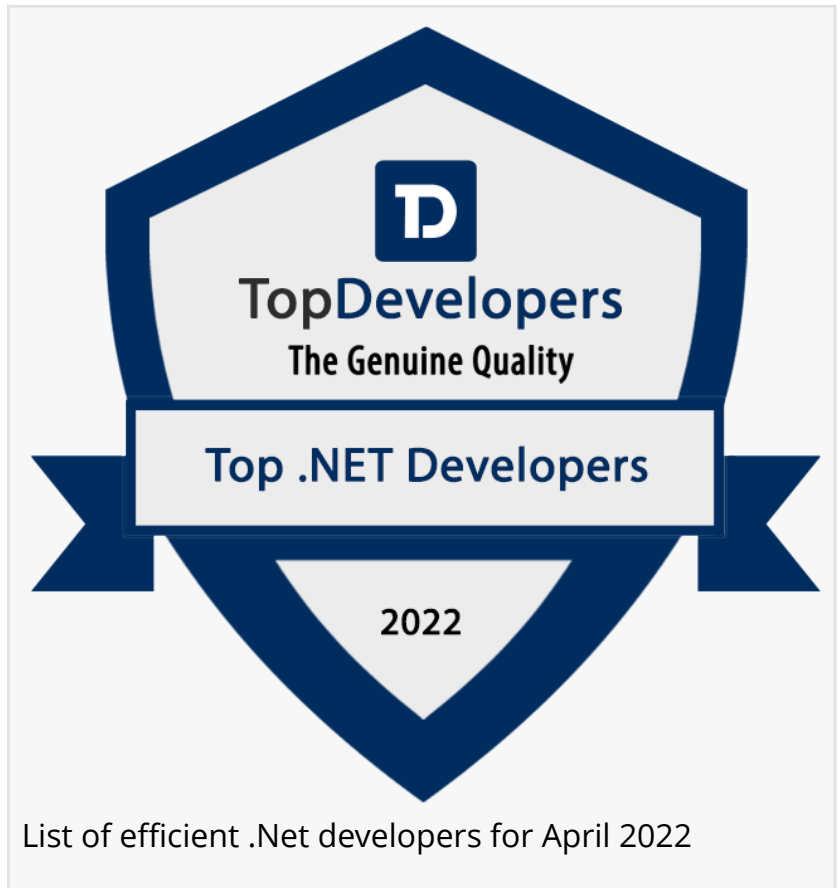 TD
TopDevelopers
The Genuine Quality
Top .NET Developers
2022
List of efficient .Net developers for April 2022